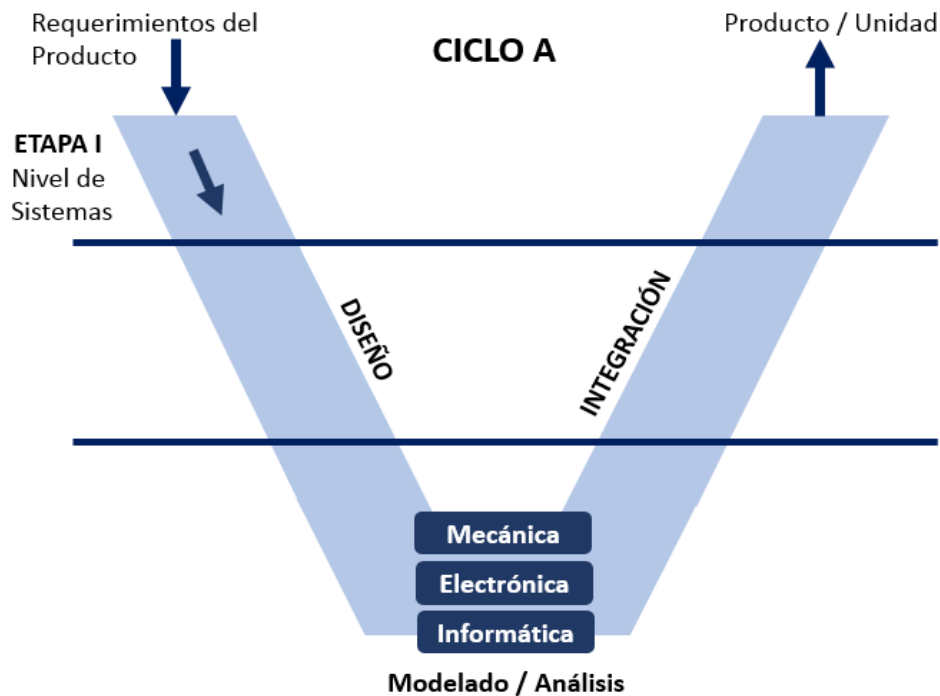 Requerimientos del
Producto
CICLO A
Producto / Unidad
ETAPA I
Nivel de
Sistemas
DISEÑO
INTEGRACIÓN
Mecánica
Electrónica
Informática
Modelado / Análisis